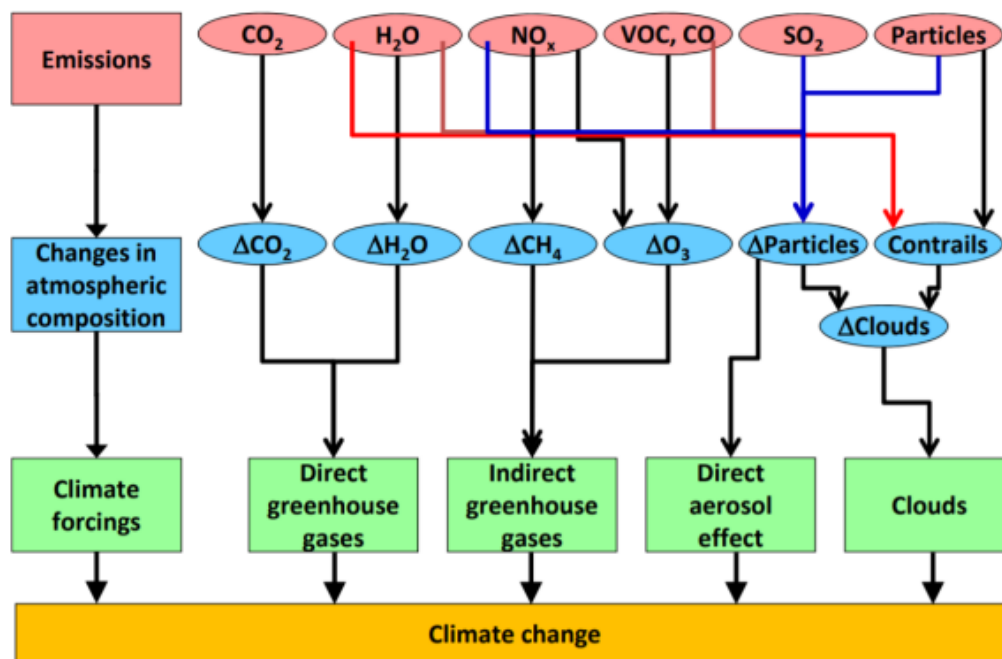 Emissions
CO₂
H₂O
NOₓ
VOC, CO
SO₂
Particles
Changes in
atmospheric
composition
ΔCO₂
ΔH₂O
ΔCH₄
ΔO₃
ΔParticles
Contrails
ΔClouds
Climate
forcings
Direct
greenhouse
gases
Indirect
greenhouse
gases
Direct
aerosol
effect
Clouds
Climate change